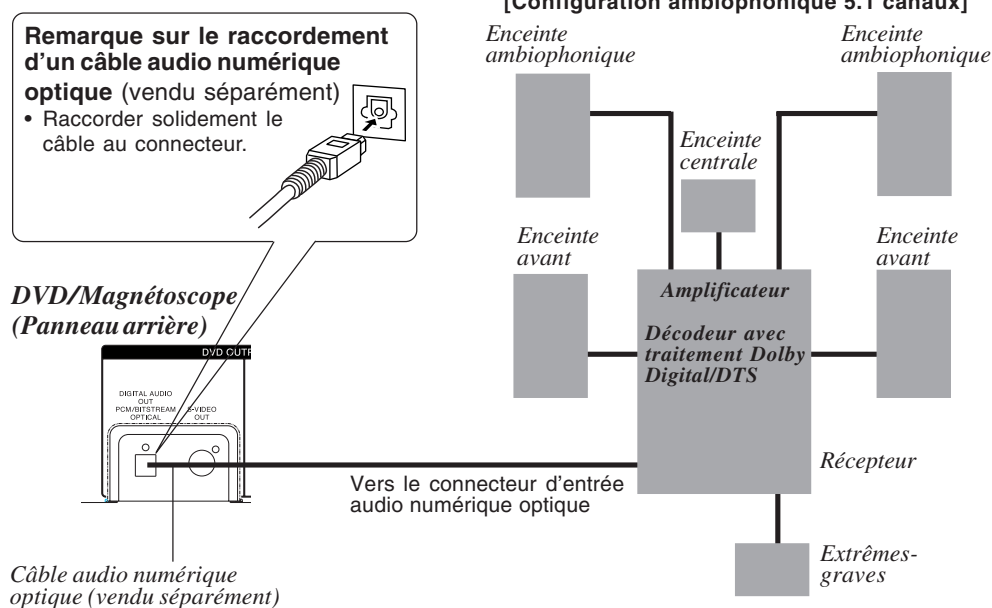 [Configuration ambiophonique 5.1 canaux]
Remarque sur le raccordement
d'un câble audio numérique
optique (vendu séparément)
• Raccorder solidement le
câble au connecteur.
Enceinte
ambiophonique
Enceinte
ambiophonique
Enceinte
centrale
Enceinte
avant
Enceinte
avant
DVD/Magnétoscope
(Panneau arrière)
Amplificateur
Décodeur avec
traitement Dolby
Digital/DTS
DVD OUTP
DIGITAL AUDIO
OUT
PCM/BITSTREAM
OPTICAL
S-VIDEO
OUT
Récepteur
Vers le connecteur d'entrée
audio numérique optique
Extrêmes-
graves
Câble audio numérique
optique (vendu séparément)